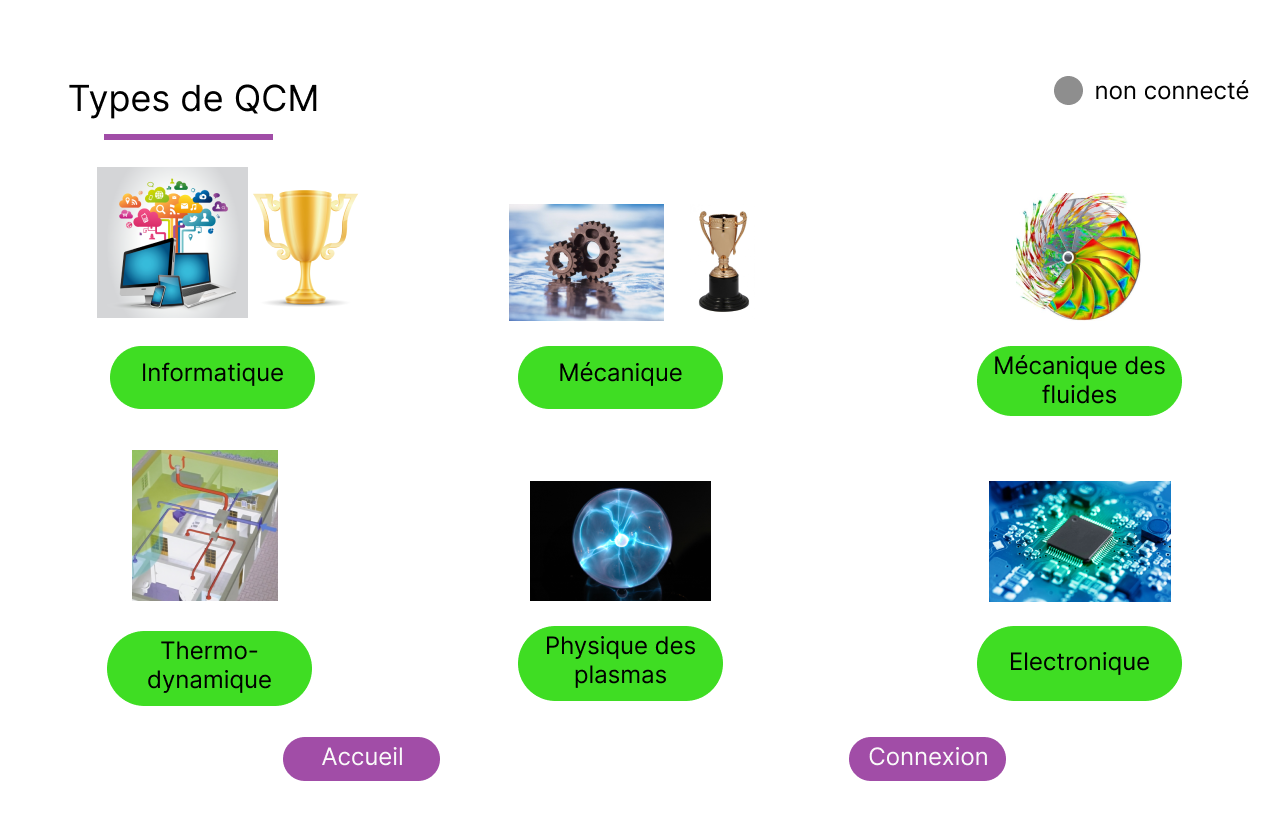 Types de QCM
non connecté
Informatique
Mécanique
Mécanique des
fluides
Thermo-
dynamique
Physique des
plasmas
Electronique
Accueil
Connexion